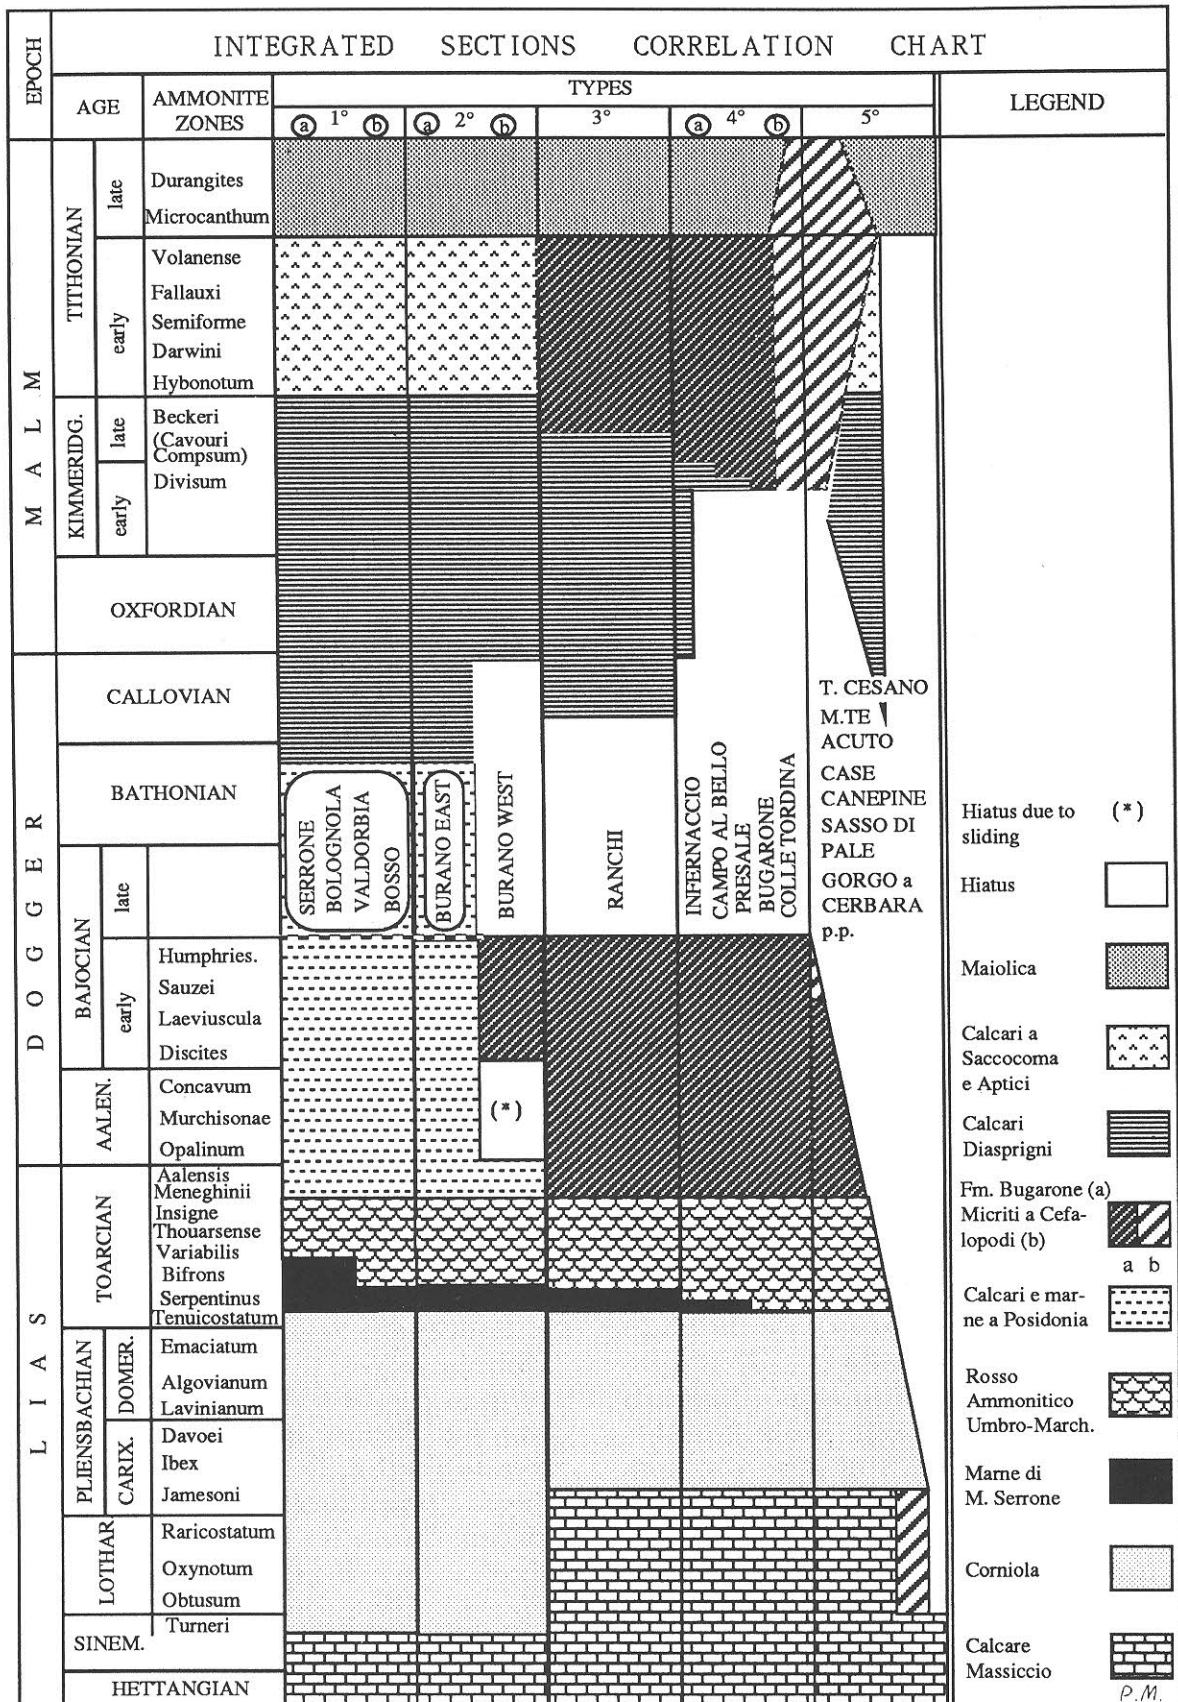 INTEGRATED SECTIONS CORRELATION CHART
EPOCH
AGE
AMMONITE
ZONES
TYPES
LEGEND
a 1° b
a 2° b
3°
a 4° b
5°
MALM
TITHONIAN
late
Durangites
Microcanthum
early
Volanense
Fallauxi
Semiforme
Darwini
Hybonotum
KIMMERIDG.
late
Beckeri
(Cavouri
Compsum)
early
Divisum
OXFORDIAN
DOGGER
CALLOVIAN
BATHONIAN
BAJOCIAN
late
early
Humphries.
Sauzei
Laeviuscula
Discites
AALEN.
Concavum
Murchisonae
Opalinum
LIAS
TOARCIAN
Aalensis
Meneghinii
Insigne
Thouarsense
Variabilis
Bifrons
Serpentinus
Tenuicostatum
PLIENSBACHIAN
DOMER.
Emaciatum
Algovianum
Lavinianum
CARIX.
Davoei
Ibex
Jamesoni
LOTHAR.
Raricostatum
Oxynotum
Obtusum
SINEM.
Turneri
HETTANGIAN
SERRONE
BOLOGNOLA
VALDORBIA
BOSSO
BURANO EAST
BURANO WEST
(*)
RANCHI
INFERNACCIO
CAMPO AL BELLO
PRESALE
BUGARONE
COLLE TORDINA
T. CESANO
M.TE
ACUTO
CASE
CANEPINE
SASSO DI
PALE
GORGO a
CERBARA
p.p.
Hiatus due to (*)
sliding
Hiatus
Maiolica
Calcari a
Saccocoma
e Aptici
Calcari
Diasprigni
Fm. Bugarone (a)
Micriti a Cefa-
lopodi (b)
a b
Calcari e mar-
ne a Posidonia
Rosso
Ammonitico
Umbro-March.
Marne di
M. Serrone
Corniola
Calcare
Massiccio
P.M.